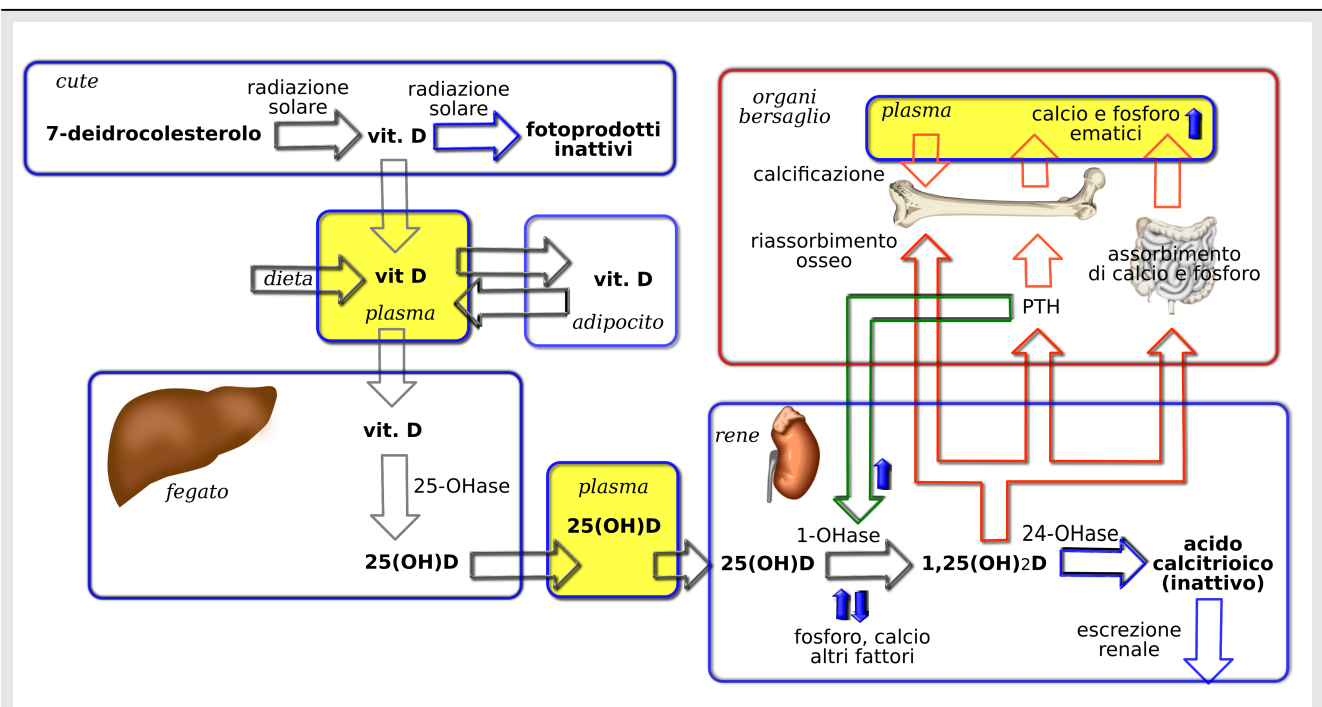 cute
radiazione
solare
radiazione
solare
7-deidrocolesterolo
vit. D
fotoprodotti
inattivi
dieta
vit D
plasma
vit. D
adipocito
fegato
vit. D
25-OHase
25(OH)D
plasma
25(OH)D
organi
bersaglio
plasma
calcio e fosforo
ematici
calcificazione
riassorbimento
osseo
assorbimento
di calcio e fosforo
PTH
rene
1-OHase
24-OHase
25(OH)D
1,25(OH)2D
acido
calcitrioico
(inattivo)
fosforo, calcio
altri fattori
escrezione
renale